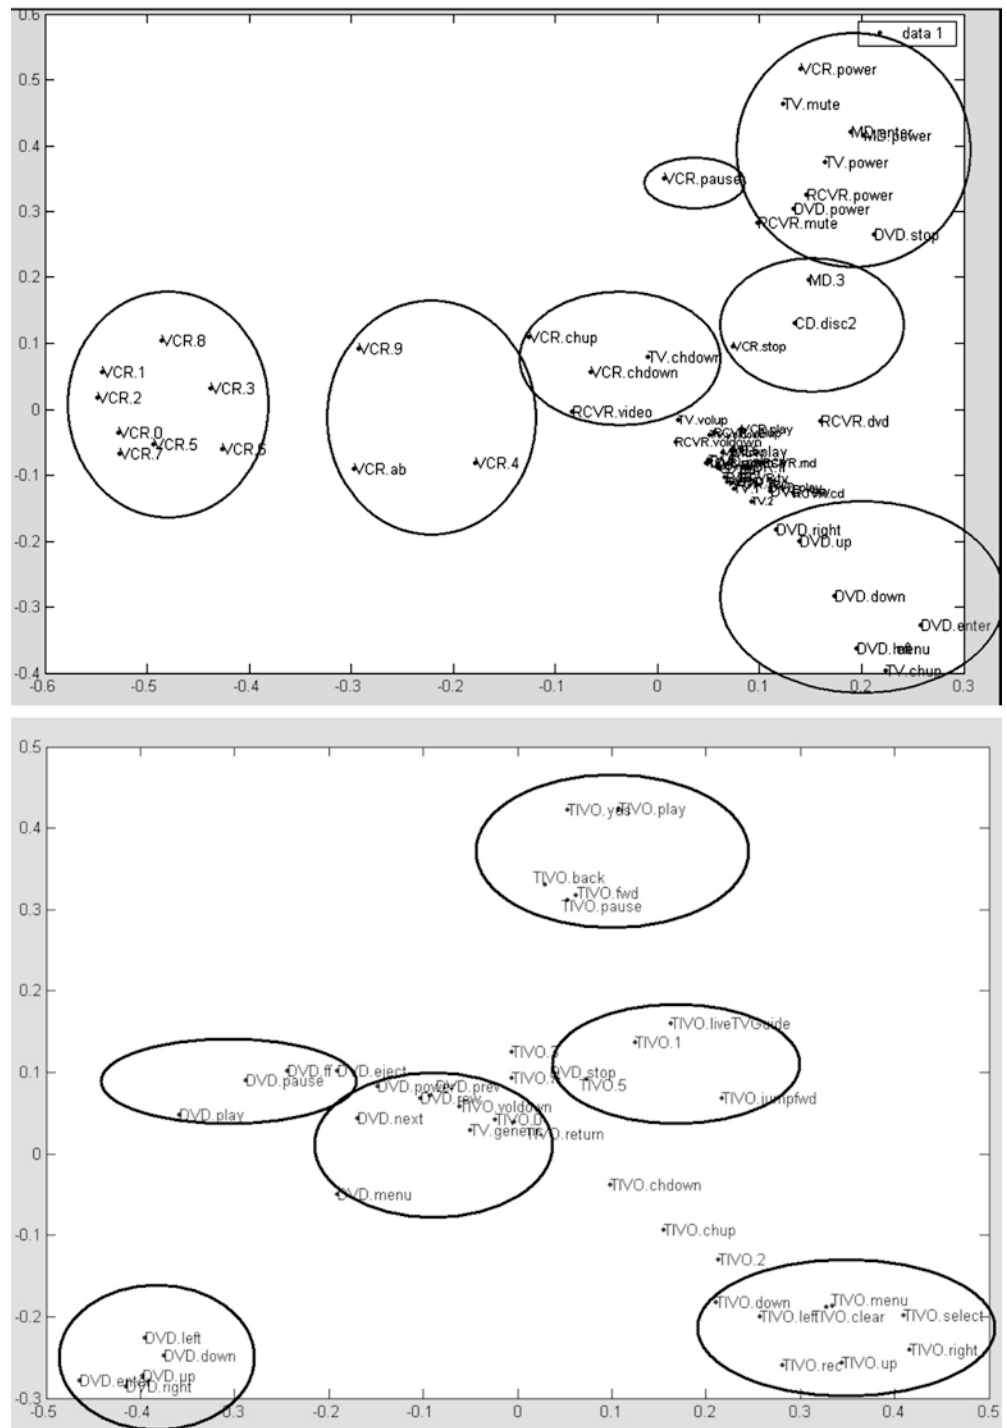 0.6
data 1
VCR.power
0.5
TV.mute
MD.enter
MD.power
0.4
TV.power
VCR.pause
RCVR.power
DVD.power
0.3
RCVR.mute
DVD.stop
0.2
MD.3
CD.disc2
VCR.8
VCR.chup
0.1
VCR.9
VCR.stop
TV.chdown
VCR.1
VCR.chdown
VCR.3
VCR.2
0
RCVR.video
TV.volup
RCVR.dvd
VCR.0
VCR.play
VCR.5
RCVR.voldown
VCR.7
VCR.6
VCR.4
VCR.ab
-0.1
TV.2
DVD.right
-0.2
DVD.up
DVD.down
-0.3
DVD.enter
menu
TV.chup
-0.4
-0.6 -0.5 -0.4 -0.3 -0.2 -0.1 0 0.1 0.2 0.3
0.5
TIVO.yes TIVO.play
0.4
TIVO.back
TIVO.fwd
0.3
TIVO.pause
0.2
TIVO.liveTVGuide
TIVO.1
TIVO.3
0.1
DVD.ff DVD.eject
DVD.stop
DVD.pause
DVD.power DVD.prev
TIVO.5
DVD.rew
TIVO.jumpfwd
DVD.play
TIVO.voldown
DVD.next
TIVO.0
TV.generic
TIVO.return
0
TIVO.chdown
DVD.menu
-0.1
TIVO.chup
TIVO.2
TIVO.down
TIVO.menu
-0.2
TIVO.left
TIVO.clear
TIVO.select
DVD.left
TIVO.right
DVD.down
TIVO.rec
TIVO.up
DVD.up
DVD.enter
DVD.right
-0.3
-0.5 -0.4 -0.3 -0.2 -0.1 0 0.1 0.2 0.3 0.4 0.5